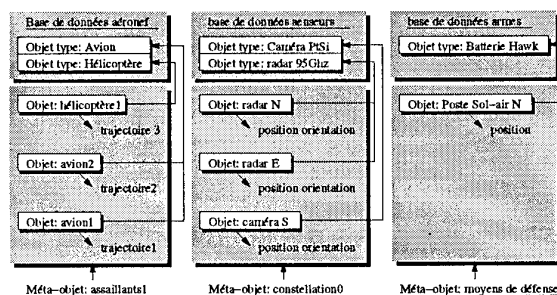 Base de données aéronef
Objet type: Avion
Objet type: Hélicoptère
Objet: hélicoptère1
trajectoire 3
Objet: avion2
trajectoire2
Objet: avion1
trajectoire1
Méta-objet: assaillants1
base de données senseurs
Objet type: Caméra PtSi
Objet type: radar 95Ghz
Objet: radar N
position orientation
Objet: radar E
position orientation
Objet: caméra S
position orientation
Méta-objet: constellation0
base de données armes
Objet type: Batterie Hawk
Objet: Poste Sol-air N
position
Méta-objet: moyens de défense